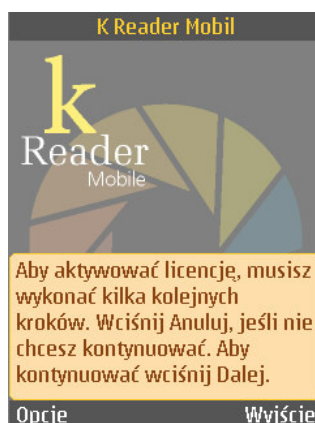 K Reader Mobil
k
Reader
Mobile
Aby aktywować licencję, musisz
wykonać kilka kolejnych
kroków. Wciśnij Anuluj, jeśli nie
chcesz kontynuować. Aby
kontynuować wciśnij Dalej.
Opcje Wyjście